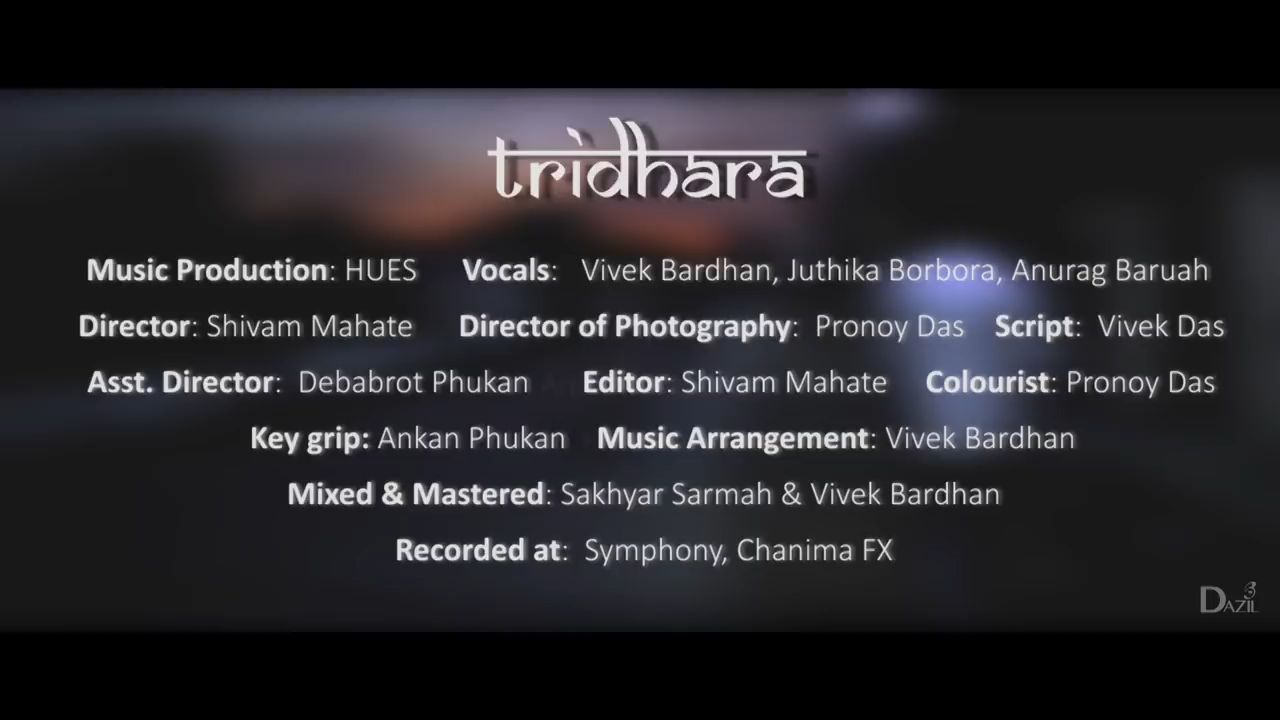 tridhara
Music Production: HUES Vocals: Vivek Bardhan, Juthika Borbora, Anurag Baruah
Director: Shivam Mahate Director of Photography: Pronoy Das Script: Vivek Das
Asst. Director: Debabrot Phukan Editor: Shivam Mahate Colourist: Pronoy Das
Key grip: Ankan Phukan Music Arrangement: Vivek Bardhan
Mixed & Mastered: Sakhyar Sarmah & Vivek Bardhan
Recorded at: Symphony, Chanima FX
DAZIL